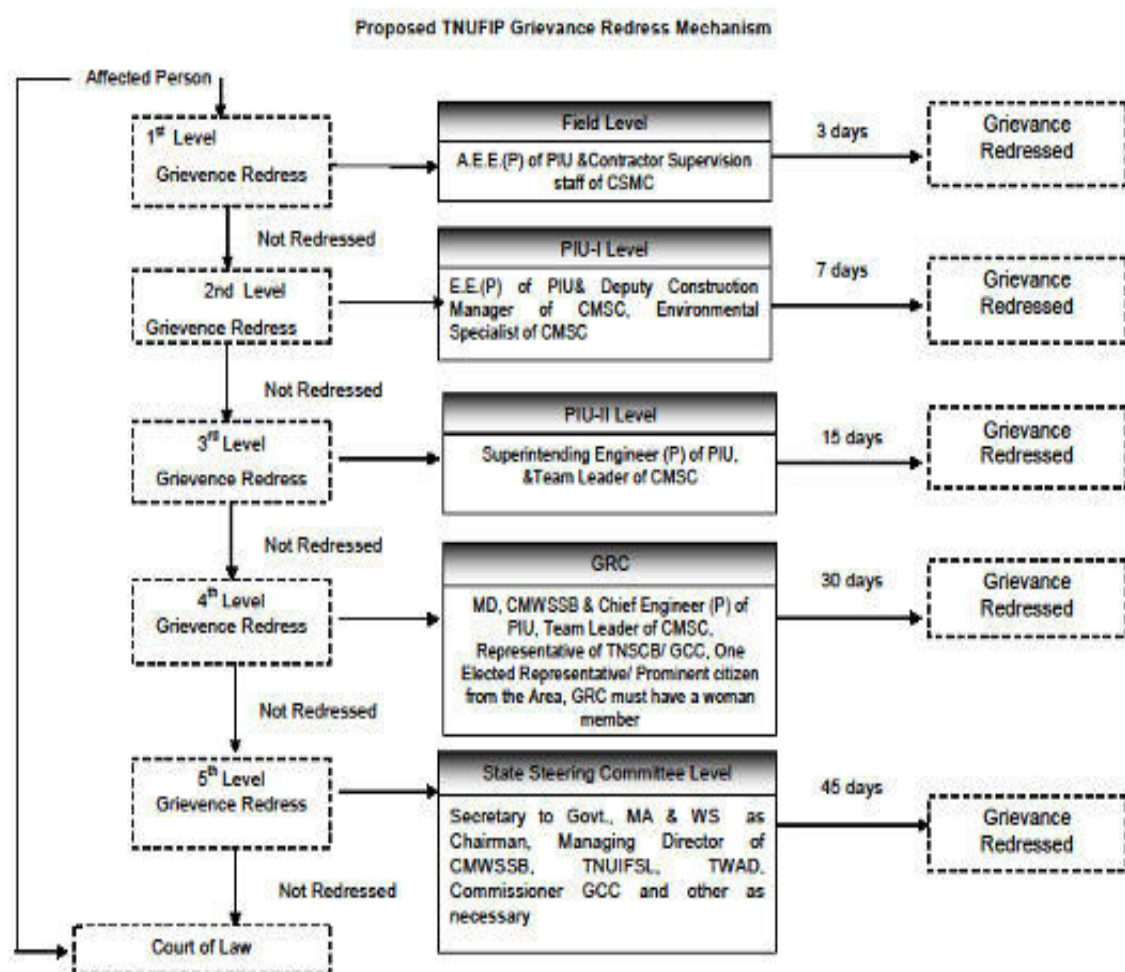 Proposed TNUFIP Grievance Redress Mechanism
Affected Person
1st Level
Grievence Redress
Field Level
A.E.E.(P) of PIU &Contractor Supervision
staff of CSMC
3 days
Grievance
Redressed
Not Redressed
2nd Level
Grievence Redress
PIU-I Level
E.E.(P) of PIU& Deputy Construction
Manager of CMSC, Environmental
Specialist of CMSC
7 days
Grievance
Redressed
Not Redressed
3rd Level
Grievence Redress
PIU-II Level
Superintending Engineer (P) of PIU,
&Team Leader of CMSC
15 days
Grievance
Redressed
Not Redressed
4th Level
Grievence Redress
GRC
MD, CMWSSB & Chief Engineer (P) of
PIU, Team Leader of CMSC,
Representative of TNSCB/ GCC, One
Elected Representative/ Prominent citizen
from the Area, GRC must have a woman
member
30 days
Grievance
Redressed
Not Redressed
5th Level
Grievence Redress
State Steering Committee Level
Secretary to Govt., MA & WS as
Chairman, Managing Director of
CMWSSB, TNUIFSL, TWAD,
Commissioner GCC and other as
necessary
45 days
Grievance
Redressed
Not Redressed
Court of Law